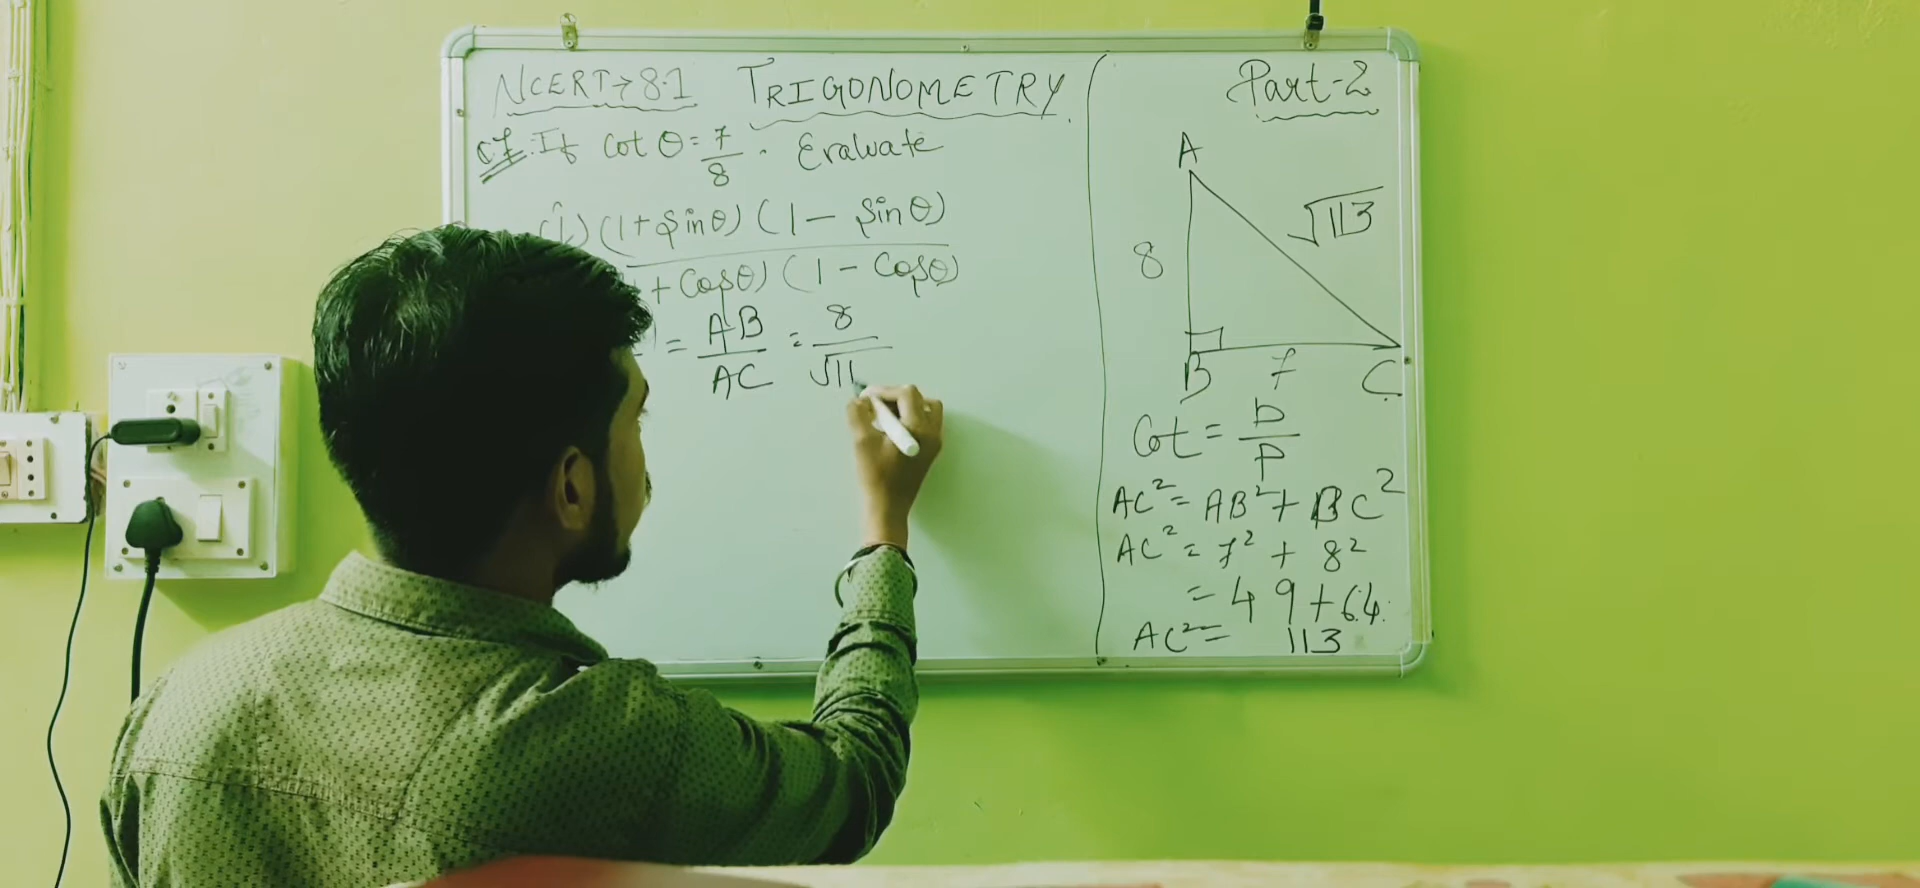 NCERT→8.1 TRIGONOMETRY
If cot θ = 7/8 . Evaluate
(i) (1+sinθ) (1 - sinθ)
+ Cosθ) (1 - Cosθ)
= AB/AC = 8/√11
Part-2
A
8
√113
B 7 C
Cot = b/p
AC² = AB² + BC²
AC² = 7² + 8²
= 49+64
AC² = 113